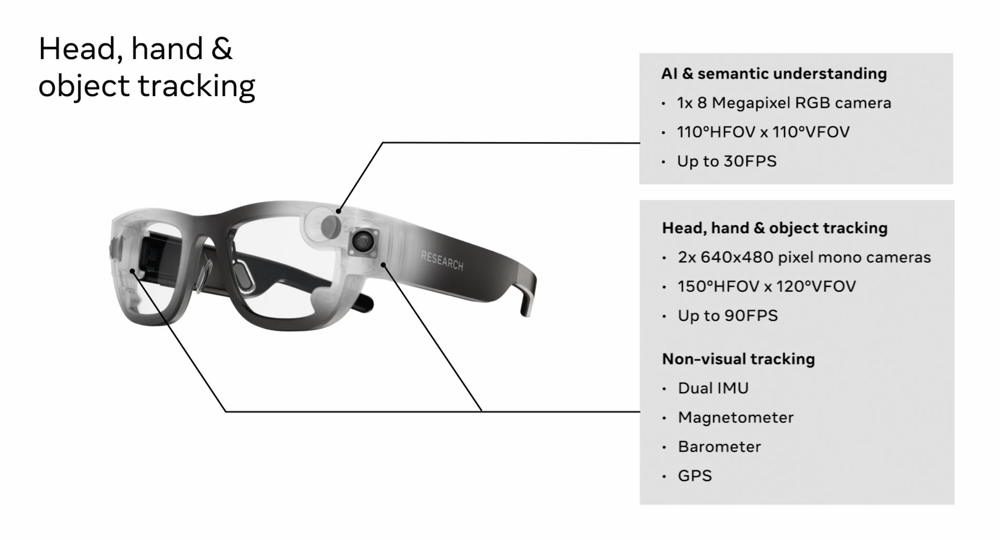 Head, hand &
object tracking
AI & semantic understanding
• 1x 8 Megapixel RGB camera
• 110°HFOV x 110°VFOV
• Up to 30FPS
RESEARCH
Head, hand & object tracking
• 2x 640x480 pixel mono cameras
• 150°HFOV x 120°VFOV
• Up to 90FPS
Non-visual tracking
• Dual IMU
• Magnetometer
• Barometer
• GPS